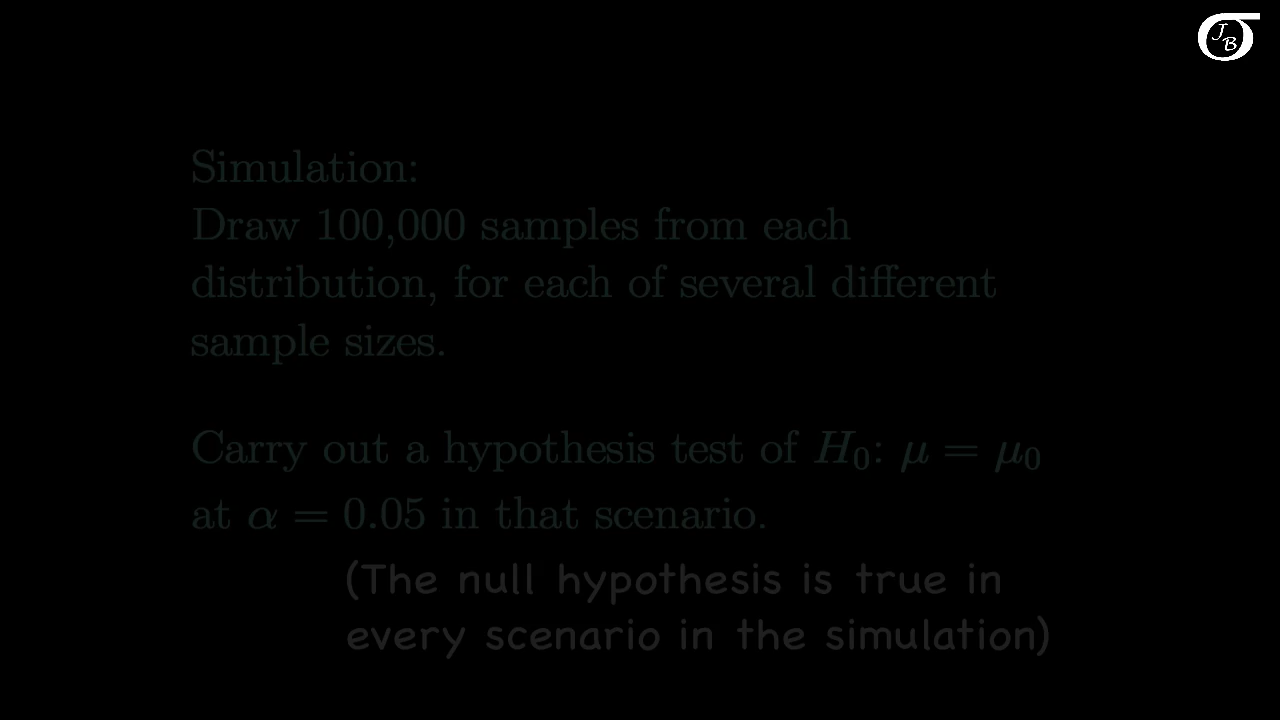 JB
Simulation:
Draw 100,000 samples from each
distribution, for each of several different
sample sizes.
Carry out a hypothesis test of H₀: μ = μ₀
at α = 0.05 in that scenario.
(The null hypothesis is true in
every scenario in the simulation)